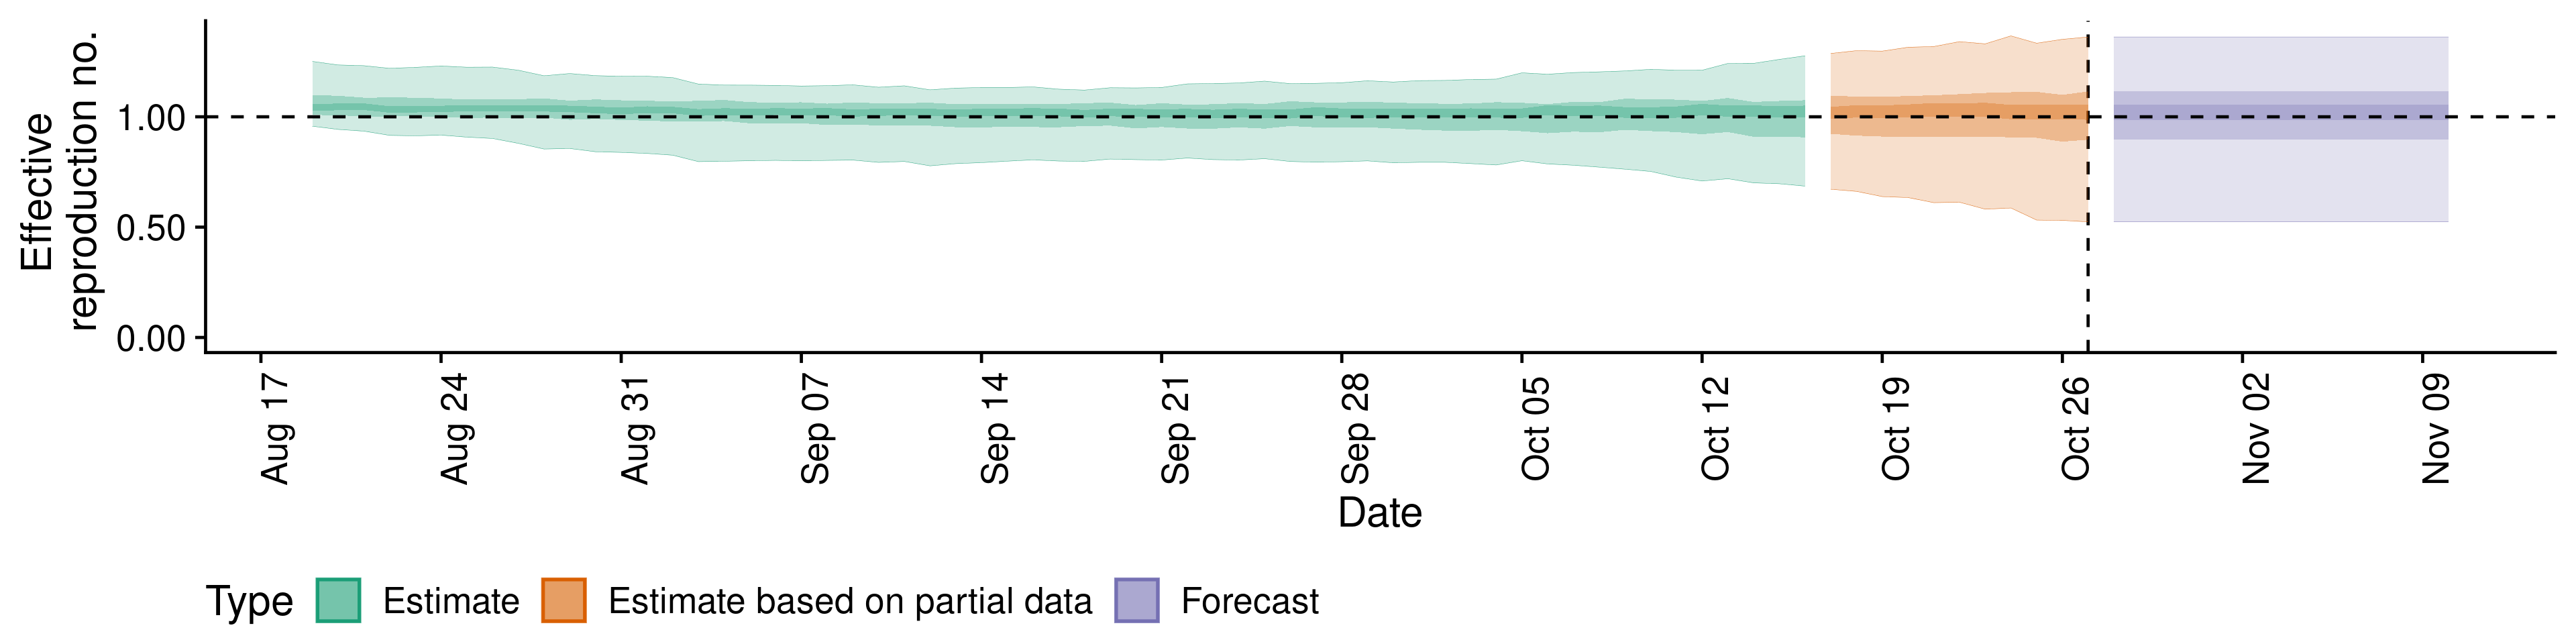 Effective
reproduction no.
1.00
0.50
0.00
Aug 17
Aug 24
Aug 31
Sep 07
Sep 14
Sep 21
Sep 28
Oct 05
Oct 12
Oct 19
Oct 26
Nov 02
Nov 09
Date
Type Estimate Estimate based on partial data Forecast